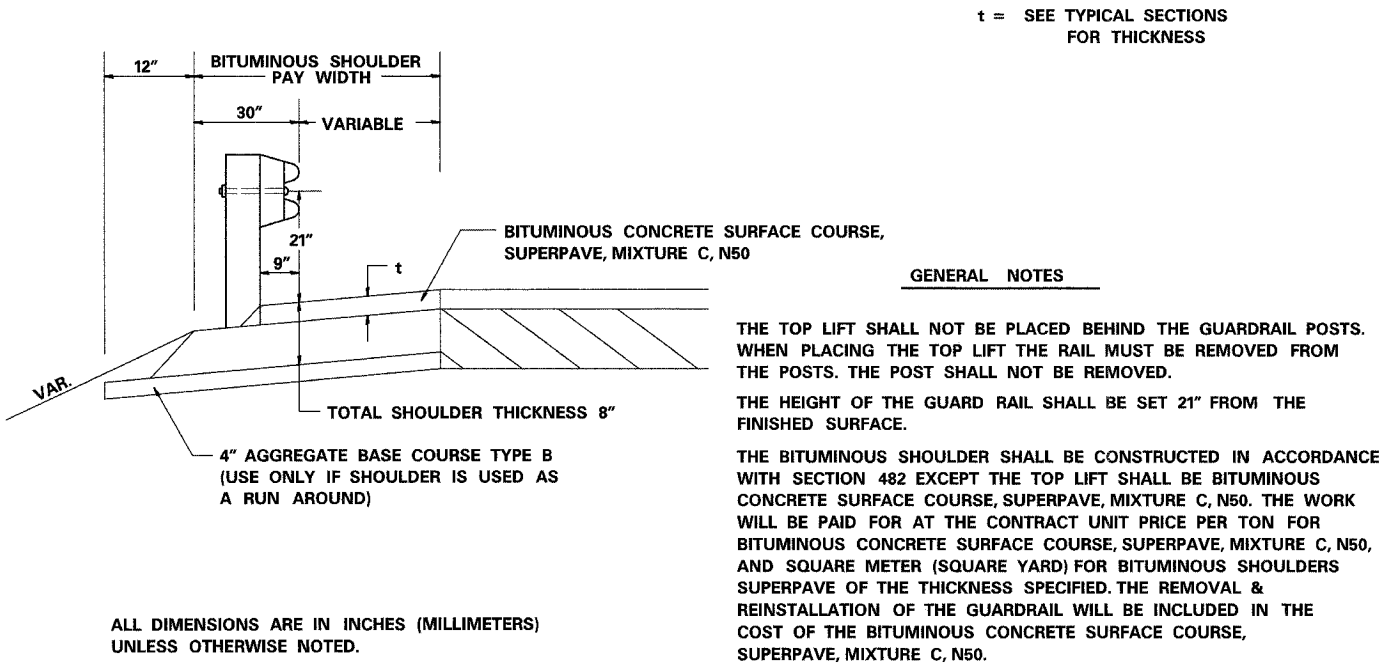 t = SEE TYPICAL SECTIONS
FOR THICKNESS
12"
BITUMINOUS SHOULDER
PAY WIDTH
30"
VARIABLE
21"
9"
t
BITUMINOUS CONCRETE SURFACE COURSE,
SUPERPAVE, MIXTURE C, N50
VAR.
TOTAL SHOULDER THICKNESS 8"
4" AGGREGATE BASE COURSE TYPE B
(USE ONLY IF SHOULDER IS USED AS
A RUN AROUND)
ALL DIMENSIONS ARE IN INCHES (MILLIMETERS)
UNLESS OTHERWISE NOTED.
GENERAL NOTES
THE TOP LIFT SHALL NOT BE PLACED BEHIND THE GUARDRAIL POSTS.
WHEN PLACING THE TOP LIFT THE RAIL MUST BE REMOVED FROM
THE POSTS. THE POST SHALL NOT BE REMOVED.
THE HEIGHT OF THE GUARD RAIL SHALL BE SET 21" FROM THE
FINISHED SURFACE.
THE BITUMINOUS SHOULDER SHALL BE CONSTRUCTED IN ACCORDANCE
WITH SECTION 482 EXCEPT THE TOP LIFT SHALL BE BITUMINOUS
CONCRETE SURFACE COURSE, SUPERPAVE, MIXTURE C, N50. THE WORK
WILL BE PAID FOR AT THE CONTRACT UNIT PRICE PER TON FOR
BITUMINOUS CONCRETE SURFACE COURSE, SUPERPAVE, MIXTURE C, N50,
AND SQUARE METER (SQUARE YARD) FOR BITUMINOUS SHOULDERS
SUPERPAVE OF THE THICKNESS SPECIFIED. THE REMOVAL &
REINSTALLATION OF THE GUARDRAIL WILL BE INCLUDED IN THE
COST OF THE BITUMINOUS CONCRETE SURFACE COURSE,
SUPERPAVE, MIXTURE C, N50.